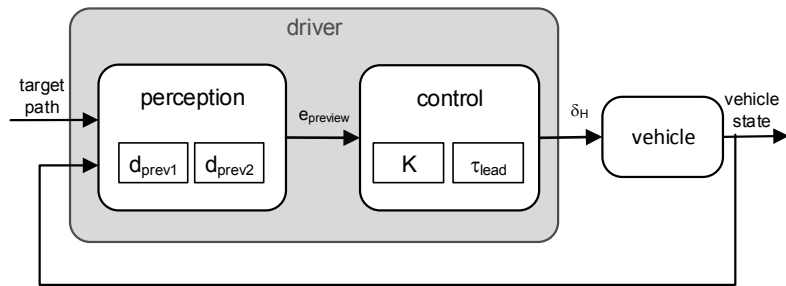 driver
target
path
perception
e_preview
control
δ_H
vehicle
vehicle
state
d_prev1
d_prev2
K
τ_lead